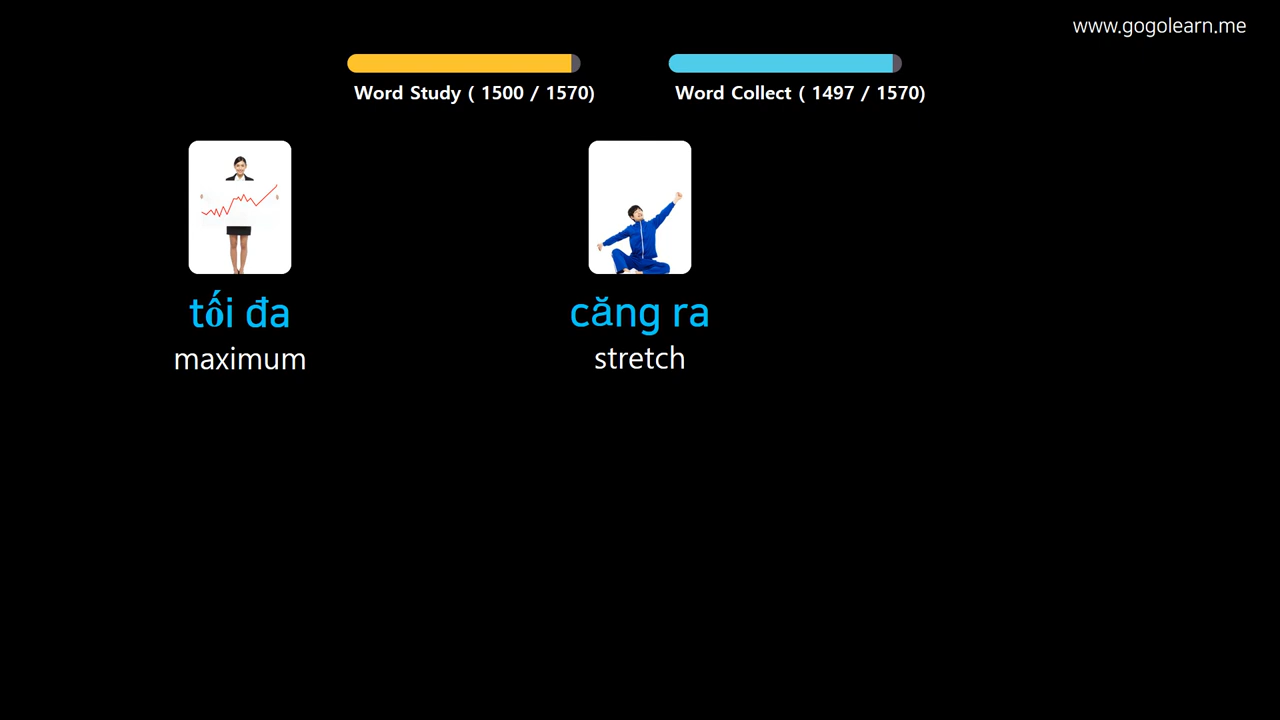 www.gogolearn.me
Word Study ( 1500 / 1570)
Word Collect ( 1497 / 1570)
tối đa
maximum
căng ra
stretch